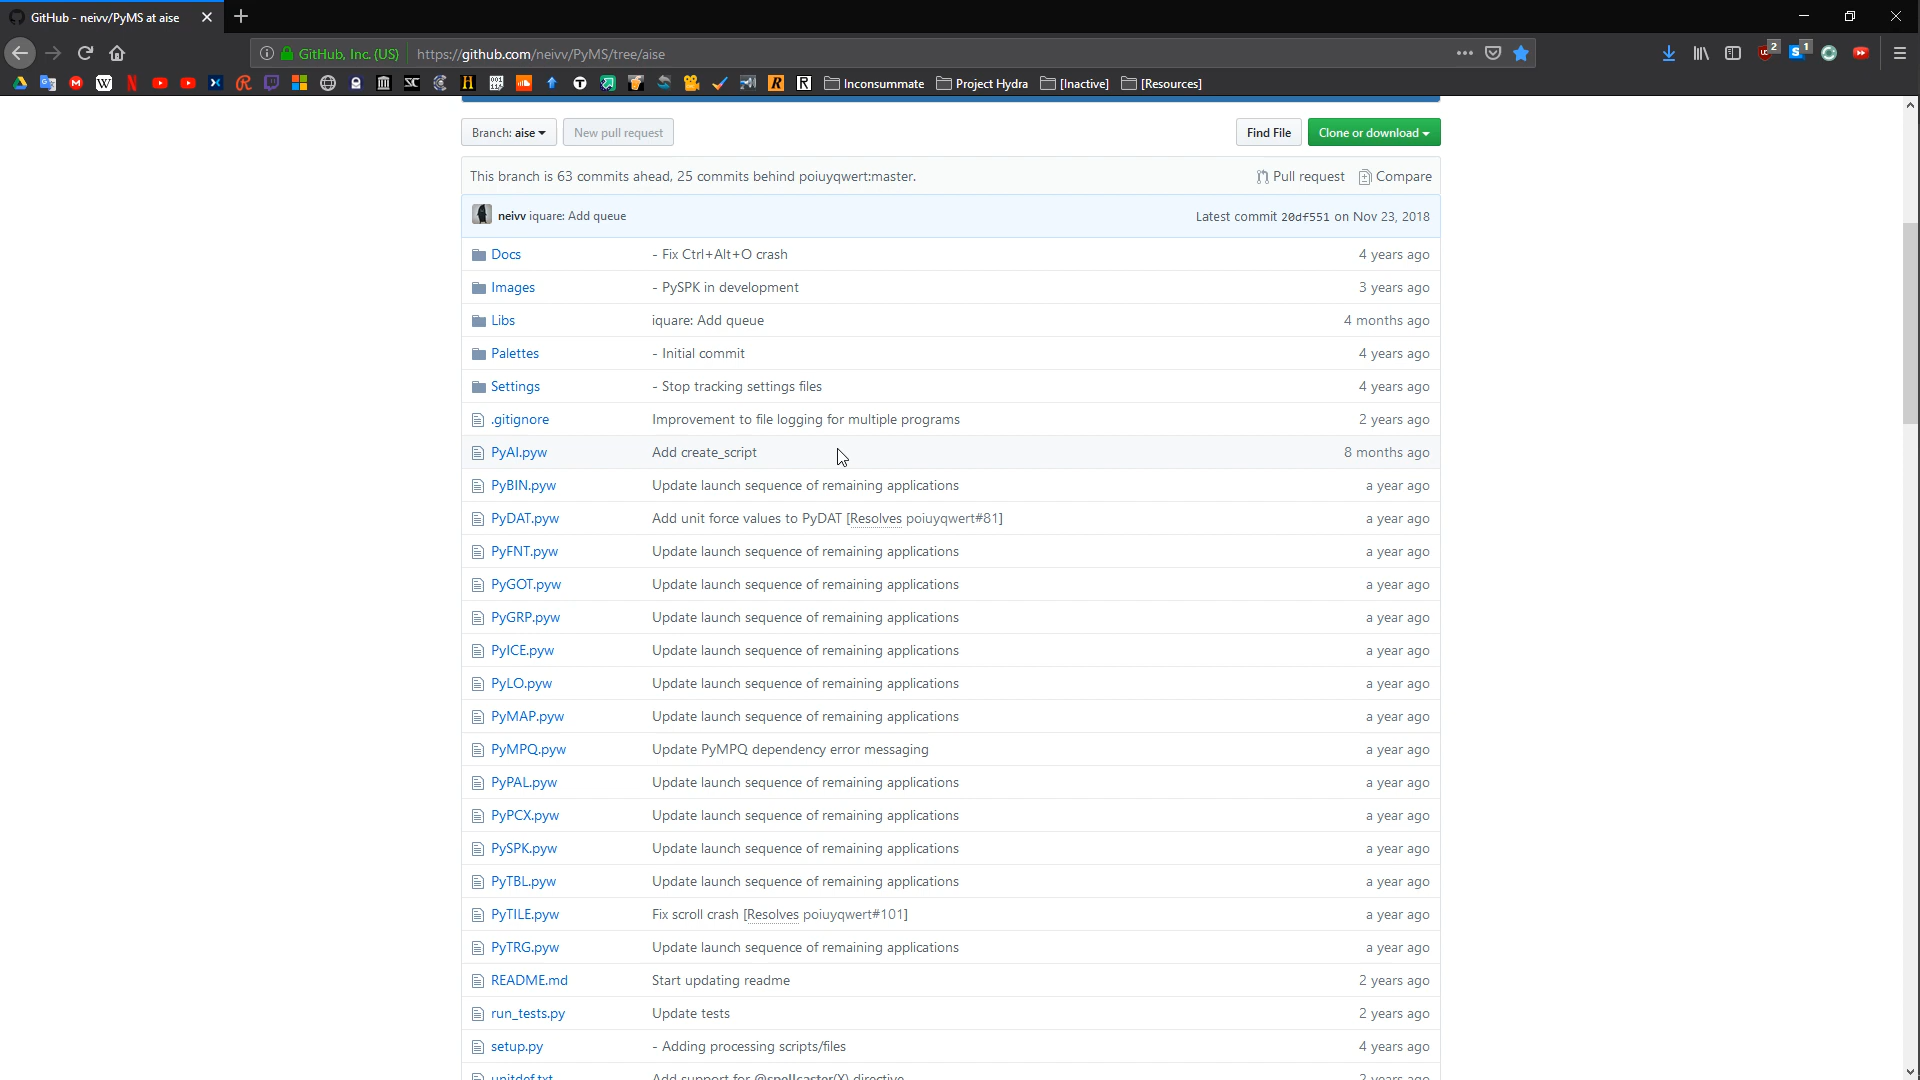 GitHub - neivv/PyMS at aise
GitHub, Inc. (US) https://github.com/neivv/PyMS/tree/aise
2 1
Inconsummate Project Hydra [Inactive] [Resources]
Branch: aise New pull request Find File Clone or download
This branch is 63 commits ahead, 25 commits behind poiuyqwert:master. Pull request Compare
neivv iquare: Add queue Latest commit 20df551 on Nov 23, 2018
Docs - Fix Ctrl+Alt+O crash 4 years ago
Images - PySPK in development 3 years ago
Libs iquare: Add queue 4 months ago
Palettes - Initial commit 4 years ago
Settings - Stop tracking settings files 4 years ago
.gitignore Improvement to file logging for multiple programs 2 years ago
PyAI.pyw Add create_script 8 months ago
PyBIN.pyw Update launch sequence of remaining applications a year ago
PyDAT.pyw Add unit force values to PyDAT [Resolves poiuyqwert#81] a year ago
PyFNT.pyw Update launch sequence of remaining applications a year ago
PyGOT.pyw Update launch sequence of remaining applications a year ago
PyGRP.pyw Update launch sequence of remaining applications a year ago
PyICE.pyw Update launch sequence of remaining applications a year ago
PyLO.pyw Update launch sequence of remaining applications a year ago
PyMAP.pyw Update launch sequence of remaining applications a year ago
PyMPQ.pyw Update PyMPQ dependency error messaging a year ago
PyPAL.pyw Update launch sequence of remaining applications a year ago
PyPCX.pyw Update launch sequence of remaining applications a year ago
PySPK.pyw Update launch sequence of remaining applications a year ago
PyTBL.pyw Update launch sequence of remaining applications a year ago
PyTILE.pyw Fix scroll crash [Resolves poiuyqwert#101] a year ago
PyTRG.pyw Update launch sequence of remaining applications a year ago
README.md Start updating readme 2 years ago
run_tests.py Update tests 2 years ago
setup.py - Adding processing scripts/files 4 years ago
unitdef.txt Add support for @spellcaster(X) directive 2 years ago